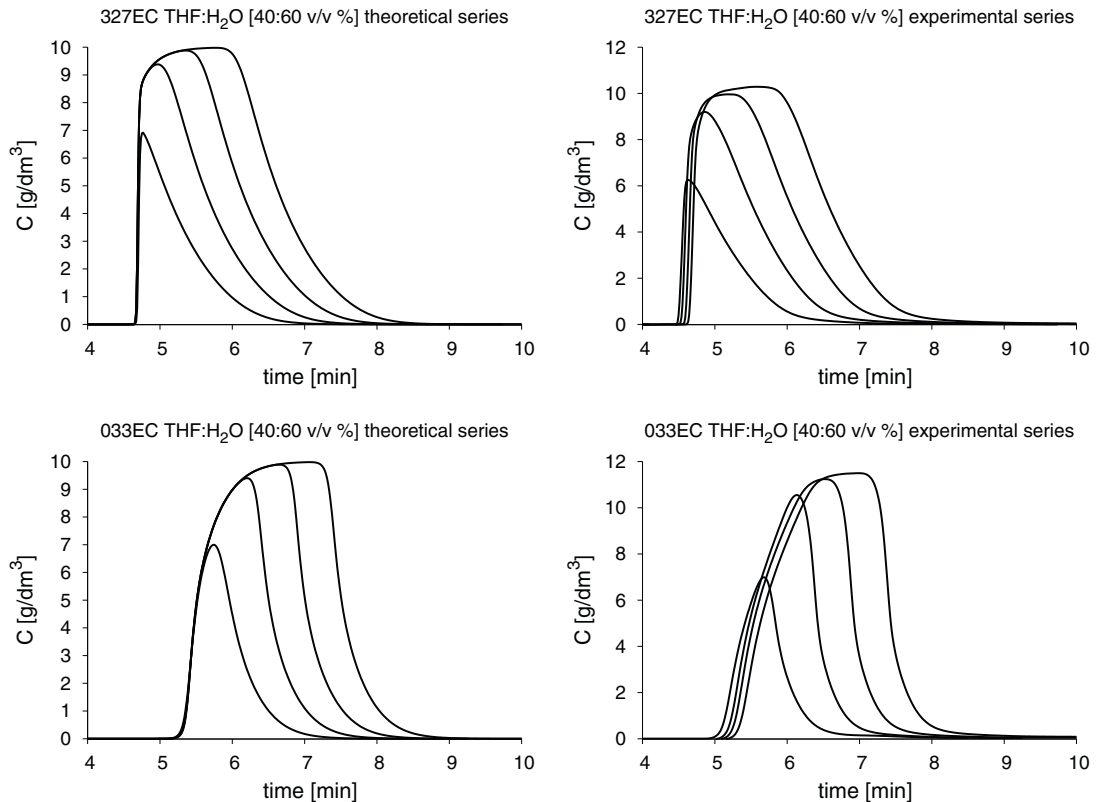 327EC THF:H₂O [40:60 v/v %] theoretical series
10
9
8
7
6
5
4
3
2
1
0
C [g/dm³]
4 5 6 7 8 9 10
time [min]
327EC THF:H₂O [40:60 v/v %] experimental series
12
10
8
6
4
2
0
C [g/dm³]
4 5 6 7 8 9 10
time [min]
033EC THF:H₂O [40:60 v/v %] theoretical series
10
9
8
7
6
5
4
3
2
1
0
C [g/dm³]
4 5 6 7 8 9 10
time [min]
033EC THF:H₂O [40:60 v/v %] experimental series
12
10
8
6
4
2
0
C [g/dm³]
4 5 6 7 8 9 10
time [min]